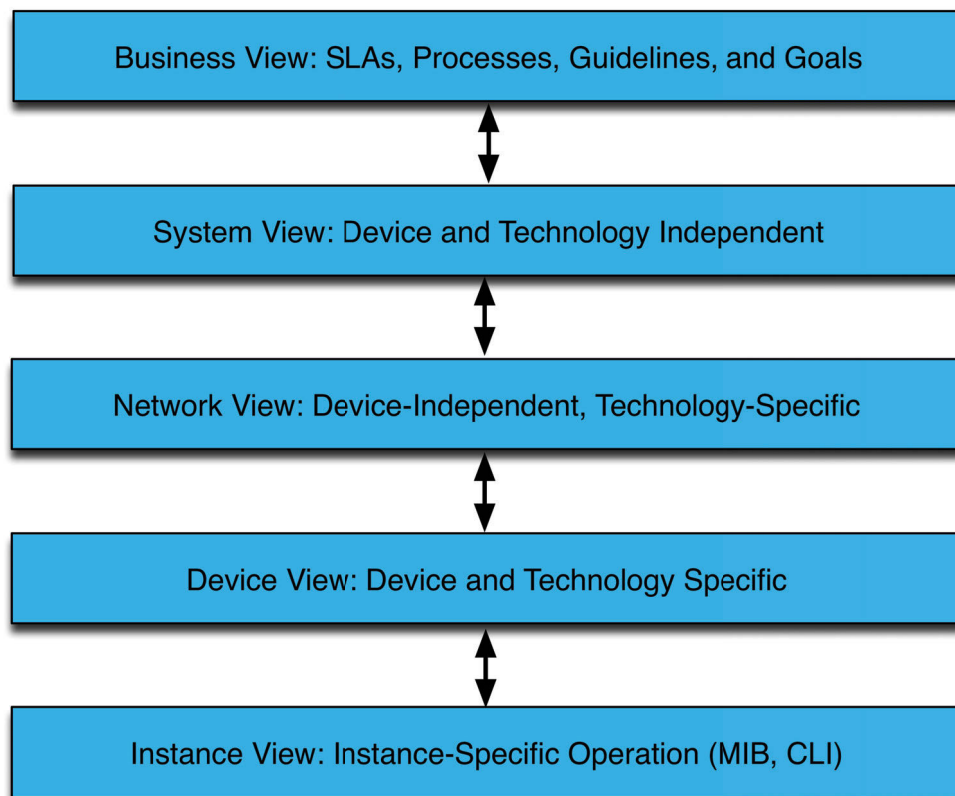 Business View: SLAs, Processes, Guidelines, and Goals
System View: Device and Technology Independent
Network View: Device-Independent, Technology-Specific
Device View: Device and Technology Specific
Instance View: Instance-Specific Operation (MIB, CLI)